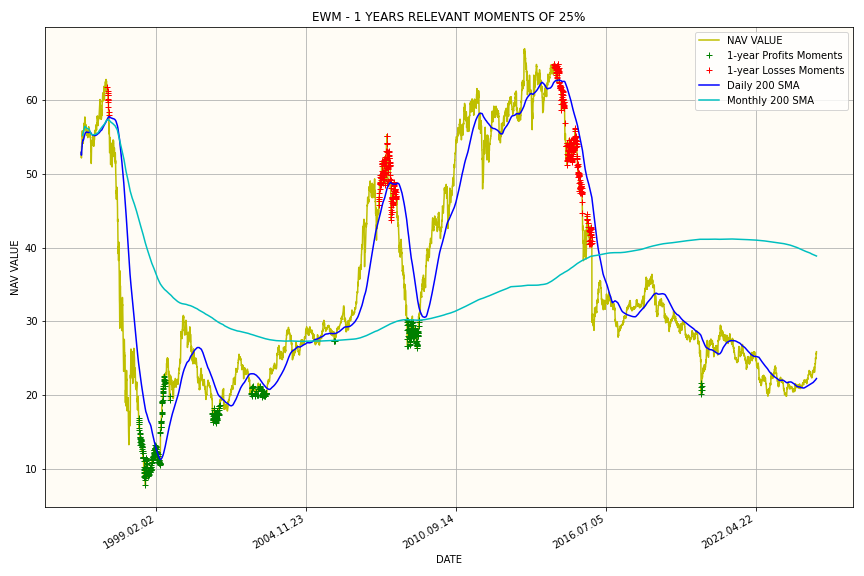 EWM - 1 YEARS RELEVANT MOMENTS OF 25%
NAV VALUE
1-year Profits Moments
1-year Losses Moments
Daily 200 SMA
Monthly 200 SMA
60
50
40
30
20
10
NAV VALUE
1999.02.02
2004.11.23
2010.09.14
2016.07.05
2022.04.22
DATE